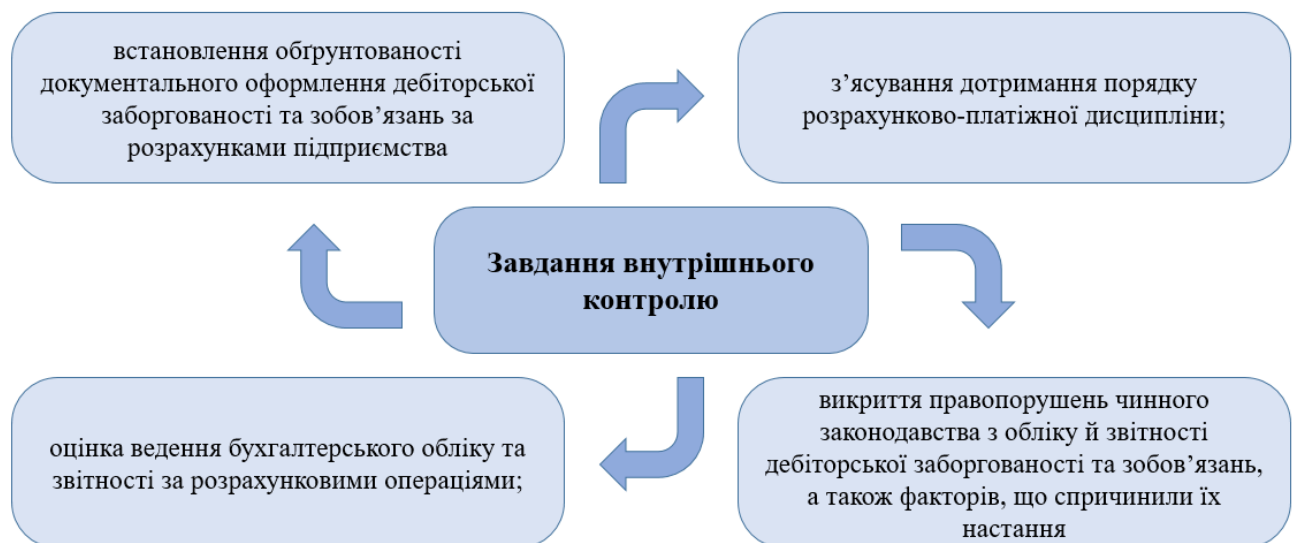 встановлення обґрунтованості
документального оформлення дебіторської
заборгованості та зобов’язань за
розрахунками підприємства
з’ясування дотримання порядку
розрахунково-платіжної дисципліни;
Завдання внутрішнього
контролю
оцінка ведення бухгалтерського обліку та
звітності за розрахунковими операціями;
викриття правопорушень чинного
законодавства з обліку й звітності
дебіторської заборгованості та зобов’язань,
а також факторів, що спричинили їх
настання